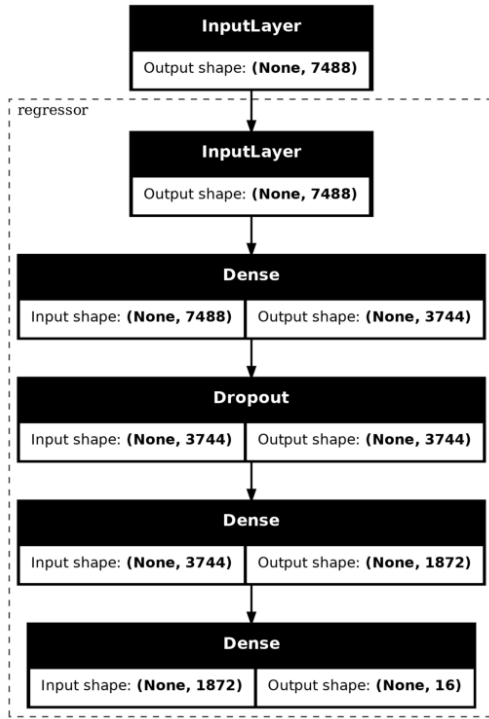 InputLayer
Output shape: (None, 7488)
regressor
InputLayer
Output shape: (None, 7488)
Dense
Input shape: (None, 7488) Output shape: (None, 3744)
Dropout
Input shape: (None, 3744) Output shape: (None, 3744)
Dense
Input shape: (None, 3744) Output shape: (None, 1872)
Dense
Input shape: (None, 1872) Output shape: (None, 16)